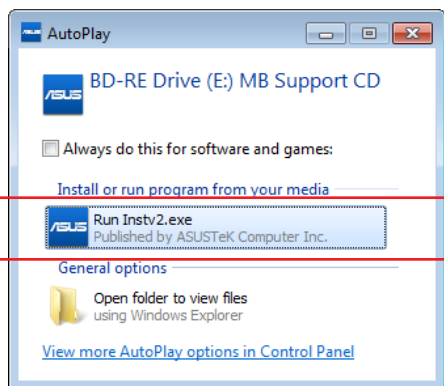 AutoPlay
BD-RE Drive (E:) MB Support CD
ASUS
Always do this for software and games:
Install or run program from your media
ASUS
Run Instv2.exe
Published by ASUSTeK Computer Inc.
General options
Open folder to view files
using Windows Explorer
View more AutoPlay options in Control Panel